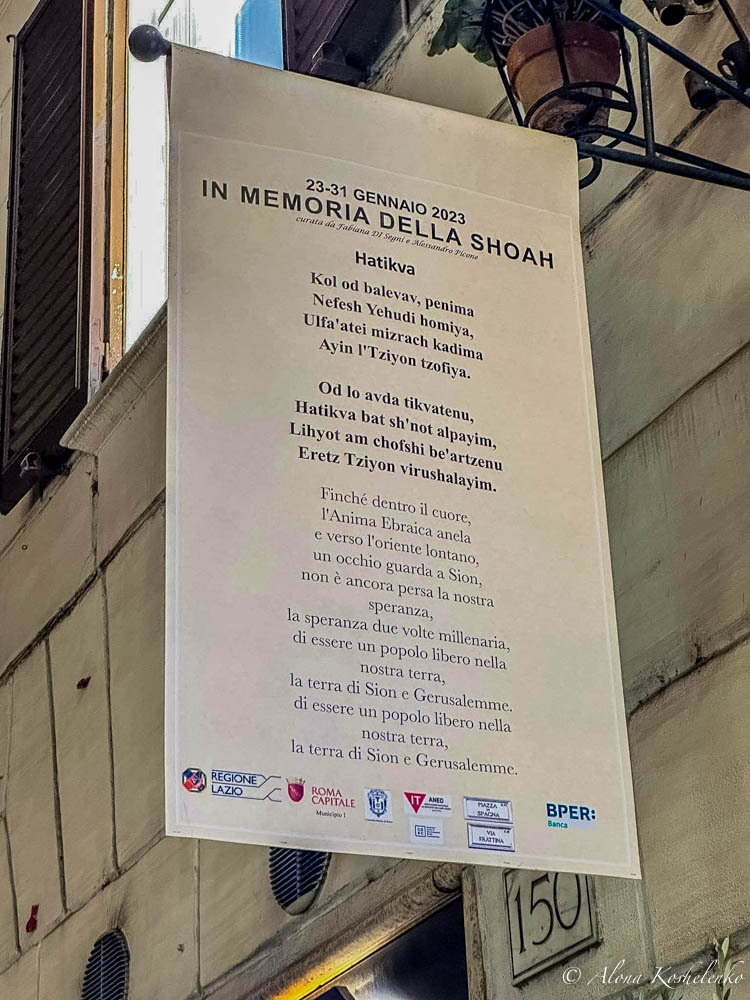 23-31 GENNAIO 2023
IN MEMORIA DELLA SHOAH
curata da Fabiana DI Segni e Alessandro Picone
Hatikva
Kol od balevav, penima
Nefesh Yehudi homiya,
Ulfa'atei mizrach kadima
Ayin l'Tziyon tzofiya.
Od lo avda tikvatenu,
Hatikva bat sh'not alpayim,
Lihyot am chofshi be'artzenu
Eretz Tziyon virushalayim.
Finché dentro il cuore,
l'Anima Ebraica anela
e verso l'oriente lontano,
un occhio guarda a Sion,
non è ancora persa la nostra
speranza,
la speranza due volte millenaria,
di essere un popolo libero nella
nostra terra,
la terra di Sion e Gerusalemme.
di essere un popolo libero nella
nostra terra,
la terra di Sion e Gerusalemme.
REGIONE
LAZIO
ROMA
CAPITALE
Municipio I
IT
ANED
PIAZZA
DI
SPAGNA
VIA
FRATTINA
BPER:
Banca
150
© Alona Koshelenko